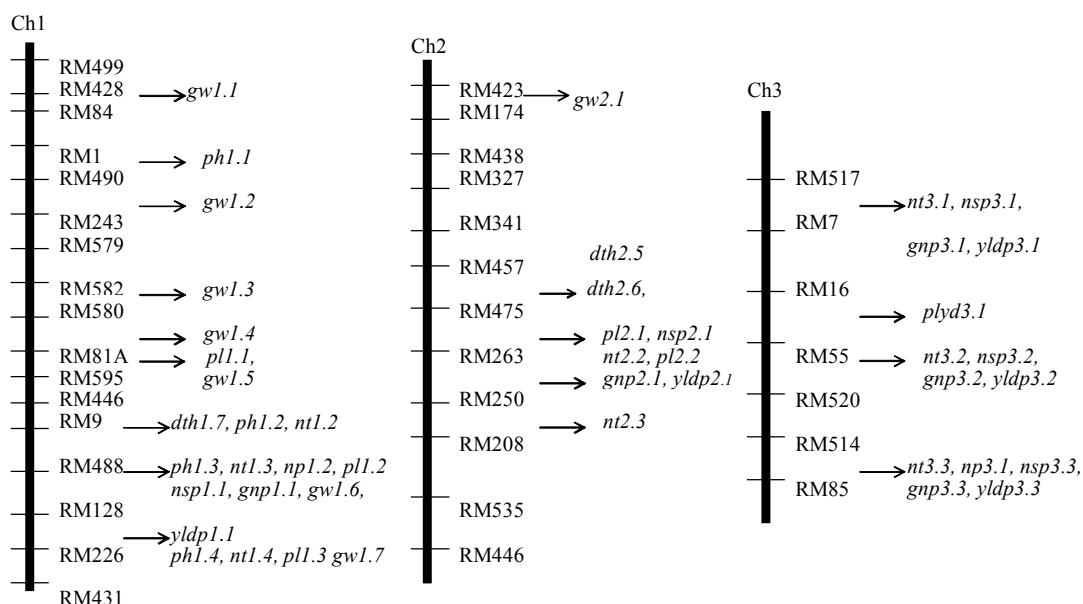 Ch1
RM499
RM428 gw1.1
RM84
RM1 ph1.1
RM490
gw1.2
RM243
RM579
RM582 gw1.3
RM580
gw1.4
RM81A pl1.1,
RM595 gw1.5
RM446
RM9 dth1.7, ph1.2, nt1.2
RM488 ph1.3, nt1.3, np1.2, pl1.2
nsp1.1, gnp1.1, gw1.6,
RM128
yldp1.1
RM226 ph1.4, nt1.4, pl1.3 gw1.7
RM431
Ch2
RM423 gw2.1
RM174
RM438
RM327
RM341
dth2.5
RM457
dth2.6,
RM475
pl2.1, nsp2.1
RM263 nt2.2, pl2.2
gnp2.1, yldp2.1
RM250
nt2.3
RM208
RM535
RM446
Ch3
RM517
nt3.1, nsp3.1,
RM7
gnp3.1, yldp3.1
RM16
plyd3.1
RM55 nt3.2, nsp3.2,
gnp3.2, yldp3.2
RM520
RM514
nt3.3, np3.1, nsp3.3,
RM85 gnp3.3, yldp3.3